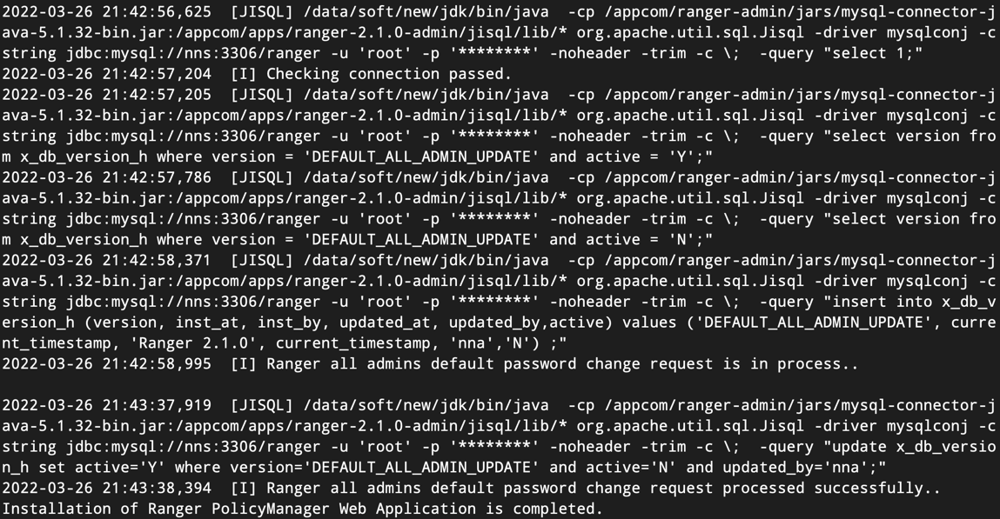 2022-03-26 21:42:56,625  [JISQL] /data/soft/new/jdk/bin/java  -cp /appcom/ranger-admin/jars/mysql-connector-j
ava-5.1.32-bin.jar:/appcom/apps/ranger-2.1.0-admin/jisql/lib/* org.apache.util.sql.Jisql -driver mysqlconj -c
string jdbc:mysql://nns:3306/ranger -u 'root' -p '********' -noheader -trim -c \;  -query "select 1;"
2022-03-26 21:42:57,204  [I] Checking connection passed.
2022-03-26 21:42:57,205  [JISQL] /data/soft/new/jdk/bin/java  -cp /appcom/ranger-admin/jars/mysql-connector-j
ava-5.1.32-bin.jar:/appcom/apps/ranger-2.1.0-admin/jisql/lib/* org.apache.util.sql.Jisql -driver mysqlconj -c
string jdbc:mysql://nns:3306/ranger -u 'root' -p '********' -noheader -trim -c \;  -query "select version fro
m x_db_version_h where version = 'DEFAULT_ALL_ADMIN_UPDATE' and active = 'Y';"
2022-03-26 21:42:57,786  [JISQL] /data/soft/new/jdk/bin/java  -cp /appcom/ranger-admin/jars/mysql-connector-j
ava-5.1.32-bin.jar:/appcom/apps/ranger-2.1.0-admin/jisql/lib/* org.apache.util.sql.Jisql -driver mysqlconj -c
string jdbc:mysql://nns:3306/ranger -u 'root' -p '********' -noheader -trim -c \;  -query "select version fro
m x_db_version_h where version = 'DEFAULT_ALL_ADMIN_UPDATE' and active = 'N';"
2022-03-26 21:42:58,371  [JISQL] /data/soft/new/jdk/bin/java  -cp /appcom/ranger-admin/jars/mysql-connector-j
ava-5.1.32-bin.jar:/appcom/apps/ranger-2.1.0-admin/jisql/lib/* org.apache.util.sql.Jisql -driver mysqlconj -c
string jdbc:mysql://nns:3306/ranger -u 'root' -p '********' -noheader -trim -c \;  -query "insert into x_db_v
ersion_h (version, inst_at, inst_by, updated_at, updated_by,active) values ('DEFAULT_ALL_ADMIN_UPDATE', curre
nt_timestamp, 'Ranger 2.1.0', current_timestamp, 'nna','N') ;"
2022-03-26 21:42:58,995  [I] Ranger all admins default password change request is in process..
2022-03-26 21:43:37,919  [JISQL] /data/soft/new/jdk/bin/java  -cp /appcom/ranger-admin/jars/mysql-connector-j
ava-5.1.32-bin.jar:/appcom/apps/ranger-2.1.0-admin/jisql/lib/* org.apache.util.sql.Jisql -driver mysqlconj -c
string jdbc:mysql://nns:3306/ranger -u 'root' -p '********' -noheader -trim -c \;  -query "update x_db_versio
n_h set active='Y' where version='DEFAULT_ALL_ADMIN_UPDATE' and active='N' and updated_by='nna';"
2022-03-26 21:43:38,394  [I] Ranger all admins default password change request processed successfully..
Installation of Ranger PolicyManager Web Application is completed.